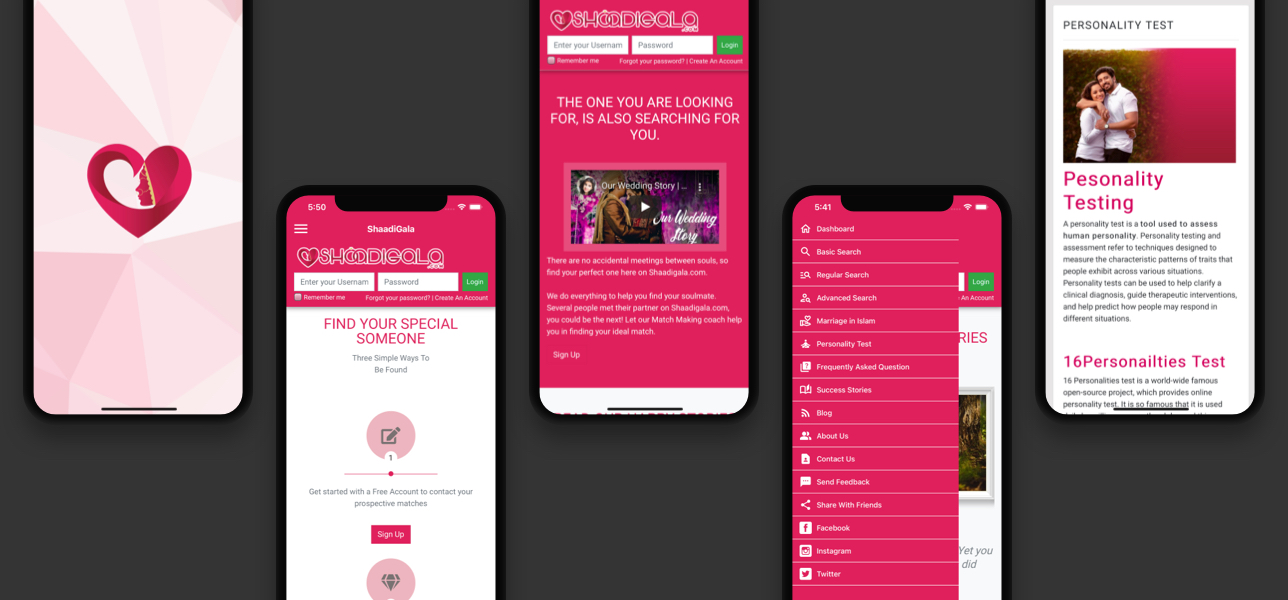 5:50
ShaadiGala
SHAADIGALA
.COM
Enter your Usernam
Password
Login
Remember me
Forgot your password? | Create An Account
FIND YOUR SPECIAL
SOMEONE
Three Simple Ways To
Be Found
1
Get started with a Free Account to contact your
prospective matches
Sign Up
SHAADIGALA
.COM
Enter your Usernam
Password
Login
Remember me
Forgot your password? | Create An Account
THE ONE YOU ARE LOOKING
FOR, IS ALSO SEARCHING FOR
YOU.
Our Wedding Story | ...
Our Wedding
Story
There are no accidental meetings between souls, so
find your perfect one here on Shaadigala.com.
We do everything to help you find your soulmate.
Several people met their partner on Shaadigala.com,
you could be the next! Let our Match Making coach help
you in finding your ideal match.
Sign Up
READ OUR HAPPY STORIES
5:41
Dashboard
Basic Search
Regular Search
Advanced Search
Marriage in Islam
Personality Test
Frequently Asked Question
Success Stories
Blog
About Us
Contact Us
Send Feedback
Share With Friends
Facebook
Instagram
Twitter
Login
An Account
RIES
Yet you
did
PERSONALITY TEST
Pesonality
Testing
A personality test is a tool used to assess
human personality. Personality testing and
assessment refer to techniques designed to
measure the characteristic patterns of traits that
people exhibit across various situations.
Personality tests can be used to help clarify a
clinical diagnosis, guide therapeutic interventions,
and help predict how people may respond in
different situations.
16Personailties Test
16 Personalities test is a world-wide famous
open-source project, which provides online
personality test. It is so famous that it is used